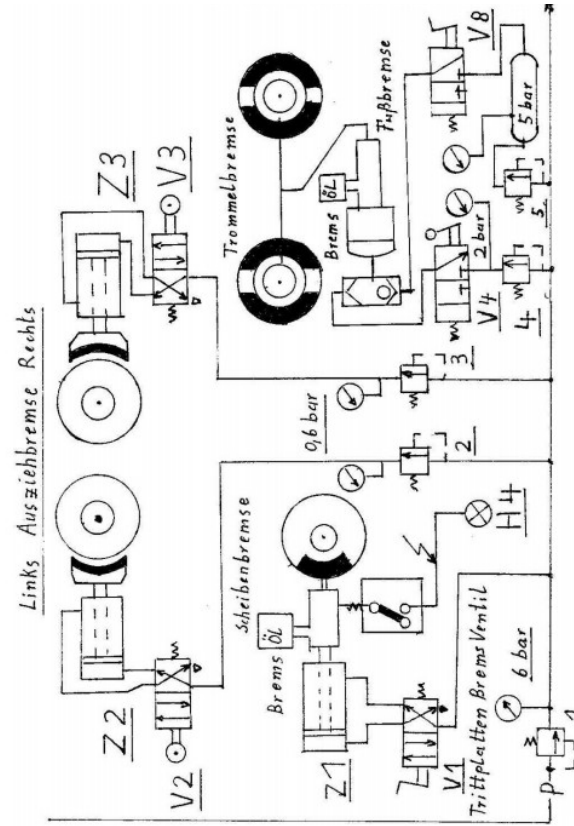 Links Ausziehbremse Rechts
Z2
Z3
V2
V3
Scheibenbremse
Trommelbremse
Brems
ÖL
0,6 bar
Brems
ÖL
Z1
Fußbremse
V1
H4
2
3
2 bar
V4
V8
Trittplatten Brems Ventil
6 bar
4
5
5 bar
P
1